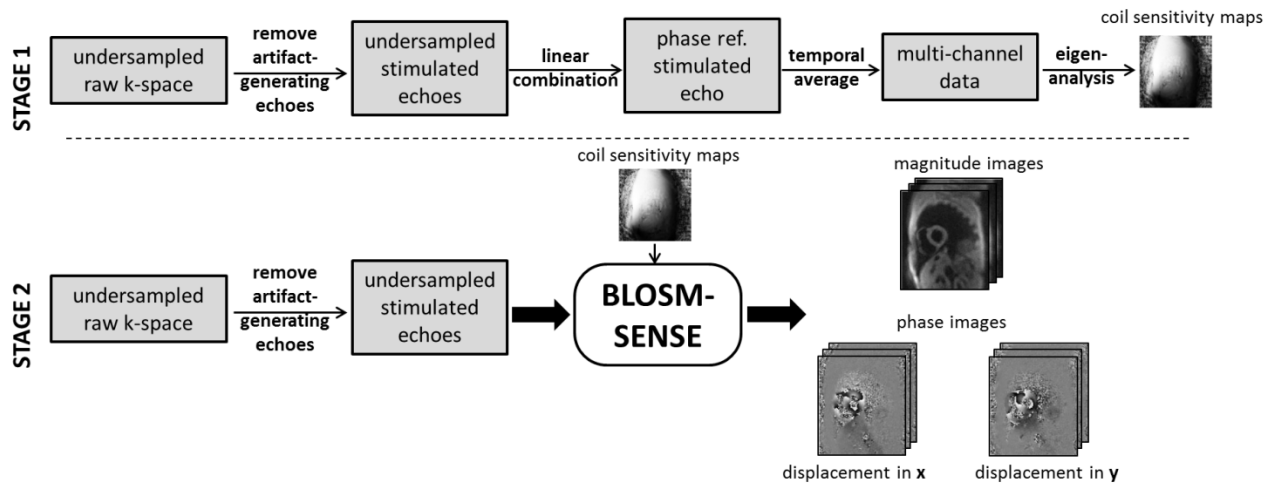 STAGE 1
undersampled
raw k-space
remove
artifact-
generating
echoes
undersampled
stimulated
echoes
linear
combination
phase ref.
stimulated
echo
temporal
average
multi-channel
data
eigen-
analysis
coil sensitivity maps
STAGE 2
undersampled
raw k-space
remove
artifact-
generating
echoes
undersampled
stimulated
echoes
coil sensitivity maps
BLOSM-
SENSE
magnitude images
phase images
displacement in x
displacement in y